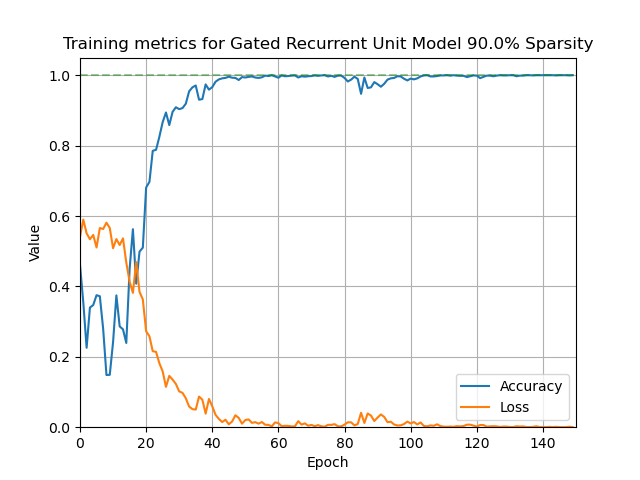 Training metrics for Gated Recurrent Unit Model 90.0% Sparsity
1.0
0.8
0.6
0.4
0.2
0.0
Value
0 20 40 60 80 100 120 140
Epoch
Accuracy
Loss